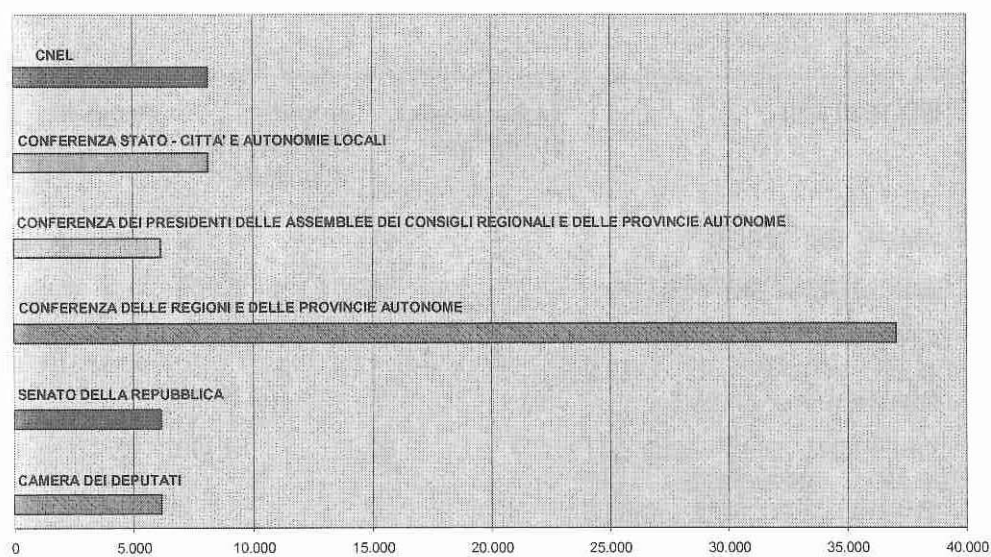 CNEL
CONFERENZA STATO - CITTA' E AUTONOMIE LOCALI
CONFERENZA DEI PRESIDENTI DELLE ASSEMBLEE DEI CONSIGLI REGIONALI E DELLE PROVINCIE AUTONOME
CONFERENZA DELLE REGIONI E DELLE PROVINCIE AUTONOME
SENATO DELLA REPUBBLICA
CAMERA DEI DEPUTATI
0 5.000 10.000 15.000 20.000 25.000 30.000 35.000 40.000